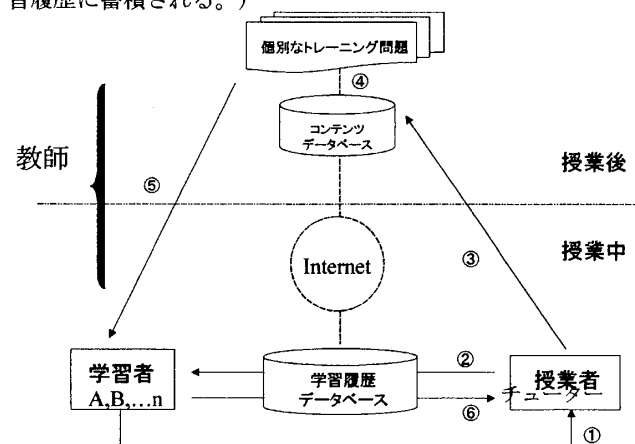 習履歴に蓄積される。)
個別なトレーニング問題
④
コンテンツ
データベース
教師
授業後
⑤
Internet
③
授業中
学習者
A,B,…n
学習履歴
データベース
②
⑥
授業者
チューター
①